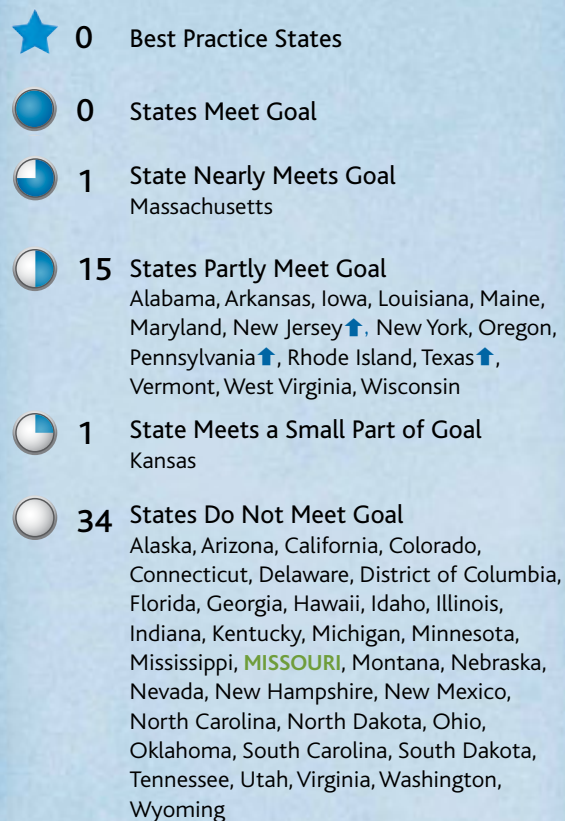 0 Best Practice States
0 States Meet Goal
1 State Nearly Meets Goal
Massachusetts
15 States Partly Meet Goal
Alabama, Arkansas, Iowa, Louisiana, Maine,
Maryland, New Jersey⬆, New York, Oregon,
Pennsylvania⬆, Rhode Island, Texas⬆,
Vermont, West Virginia, Wisconsin
1 State Meets a Small Part of Goal
Kansas
34 States Do Not Meet Goal
Alaska, Arizona, California, Colorado,
Connecticut, Delaware, District of Columbia,
Florida, Georgia, Hawaii, Idaho, Illinois,
Indiana, Kentucky, Michigan, Minnesota,
Mississippi, MISSOURI, Montana, Nebraska,
Nevada, New Hampshire, New Mexico,
North Carolina, North Dakota, Ohio,
Oklahoma, South Carolina, South Dakota,
Tennessee, Utah, Virginia, Washington,
Wyoming